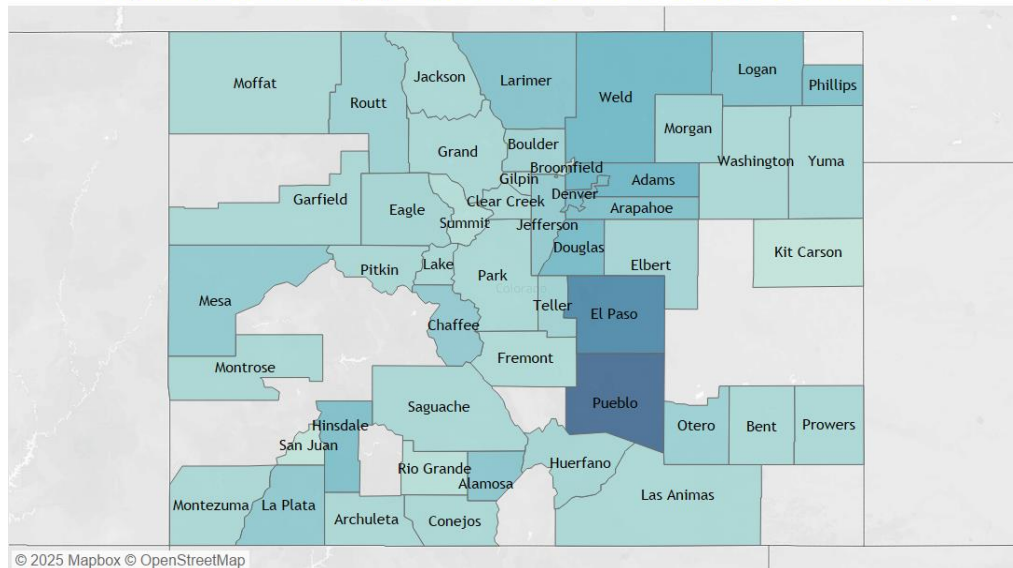 Moffat
Routt
Jackson
Larimer
Weld
Logan
Phillips
Morgan
Washington
Yuma
Grand
Boulder
Broomfield
Gilpin
Adams
Denver
Clear Creek
Arapahoe
Garfield
Eagle
Summit
Jefferson
Douglas
Elbert
Kit Carson
Pitkin
Lake
Park
Colorado
Mesa
Teller
El Paso
Chaffee
Fremont
Montrose
Pueblo
Saguache
Otero
Bent
Prowers
Hinsdale
San Juan
Rio Grande
Alamosa
Huerfano
Las Animas
Montezuma
La Plata
Archuleta
Conejos
© 2025 Mapbox © OpenStreetMap